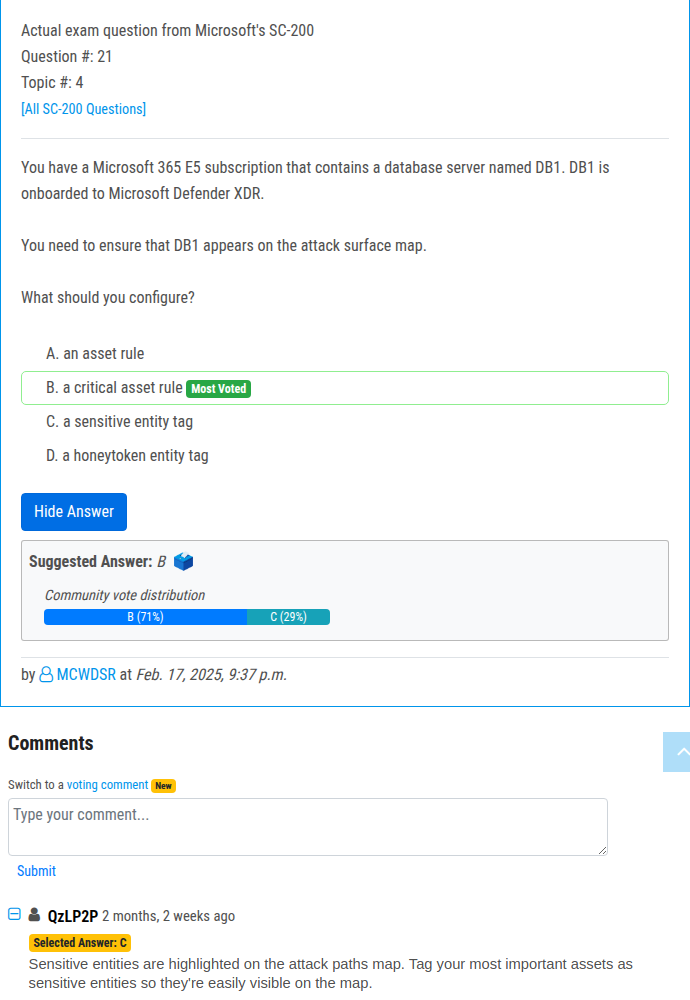 Actual exam question from Microsoft's SC-200
Question #: 21
Topic #: 4
[All SC-200 Questions]
You have a Microsoft 365 E5 subscription that contains a database server named DB1. DB1 is
onboarded to Microsoft Defender XDR.
You need to ensure that DB1 appears on the attack surface map.
What should you configure?
A. an asset rule
B. a critical asset rule Most Voted
C. a sensitive entity tag
D. a honeytoken entity tag
Hide Answer
Suggested Answer: B
Community vote distribution
B (71%) C (29%)
by MCWDSR at Feb. 17, 2025, 9:37 p.m.
Comments
Switch to a voting comment New
Type your comment...
Submit
QzLP2P 2 months, 2 weeks ago
Selected Answer: C
Sensitive entities are highlighted on the attack paths map. Tag your most important assets as
sensitive entities so they're easily visible on the map.